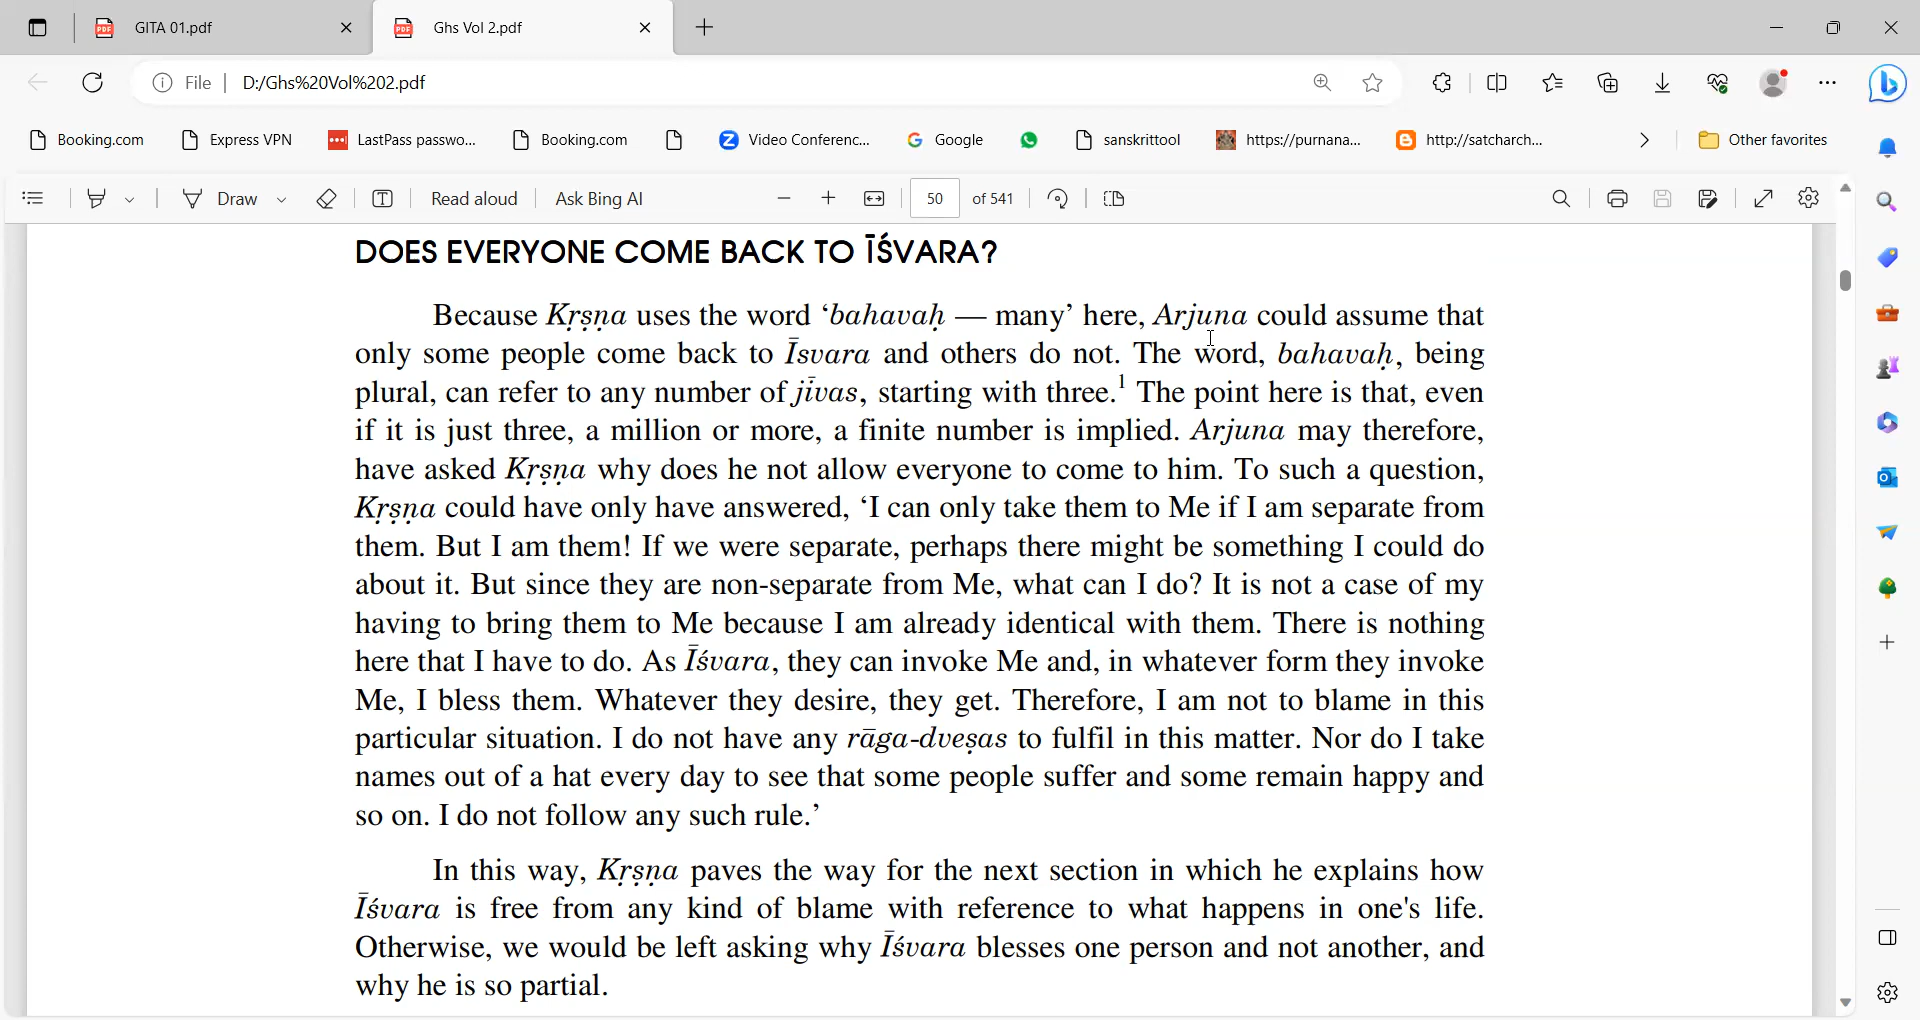 GITA 01.pdf
Ghs Vol 2.pdf
File | D:/Ghs%20Vol%202.pdf
Booking.com Express VPN LastPass passwo... Booking.com Video Conferenc... Google sanskrittool https://purnana... http://satcharch... Other favorites
Draw Read aloud Ask Bing AI 50 of 541
DOES EVERYONE COME BACK TO ĪŚVARA?
Because Kṛṣṇa uses the word ‘bahavaḥ — many’ here, Arjuna could assume that
only some people come back to Īsvara and others do not. The word, bahavaḥ, being
plural, can refer to any number of jīvas, starting with three.1 The point here is that, even
if it is just three, a million or more, a finite number is implied. Arjuna may therefore,
have asked Kṛṣṇa why does he not allow everyone to come to him. To such a question,
Kṛṣṇa could have only have answered, ‘I can only take them to Me if I am separate from
them. But I am them! If we were separate, perhaps there might be something I could do
about it. But since they are non-separate from Me, what can I do? It is not a case of my
having to bring them to Me because I am already identical with them. There is nothing
here that I have to do. As Īśvara, they can invoke Me and, in whatever form they invoke
Me, I bless them. Whatever they desire, they get. Therefore, I am not to blame in this
particular situation. I do not have any rāga-dveṣas to fulfil in this matter. Nor do I take
names out of a hat every day to see that some people suffer and some remain happy and
so on. I do not follow any such rule.’
In this way, Kṛṣṇa paves the way for the next section in which he explains how
Īśvara is free from any kind of blame with reference to what happens in one's life.
Otherwise, we would be left asking why Īśvara blesses one person and not another, and
why he is so partial.